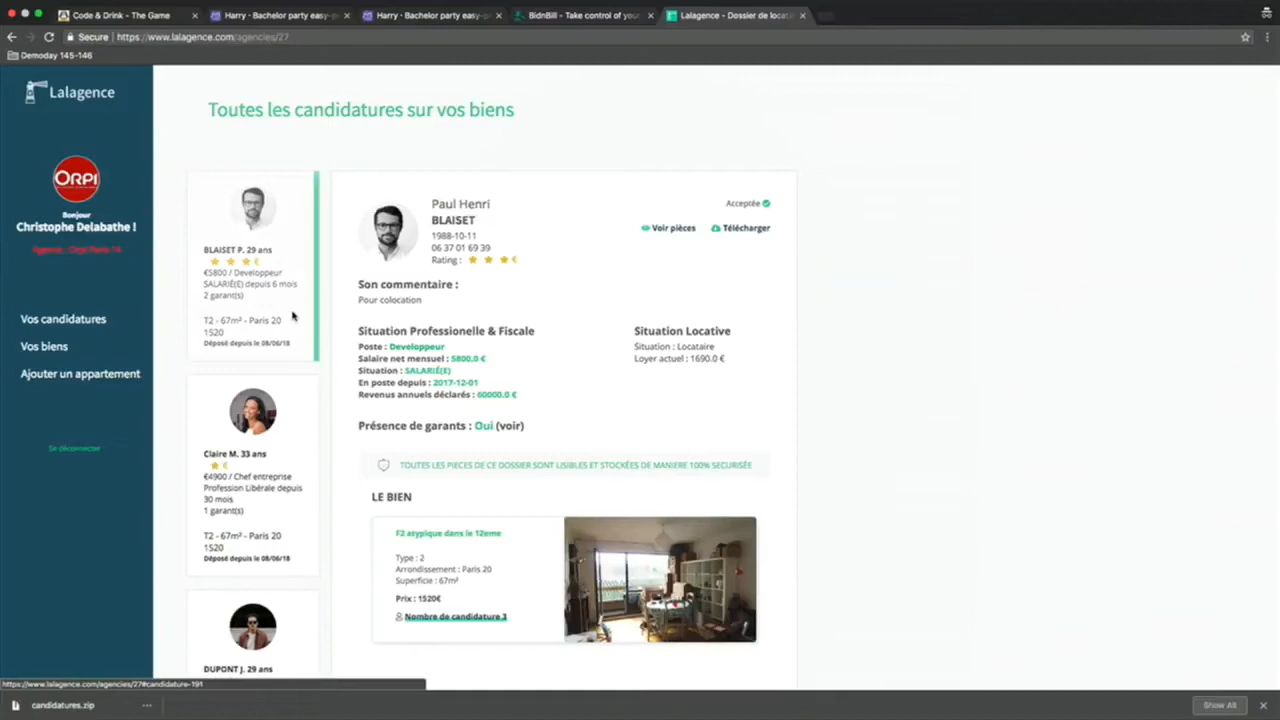 Code & Drink - The Game
Harry · Bachelor party easy-
Harry · Bachelor party easy-p
BidnBill – Take control of your
Lalagence - Dossier de locat
Secure
https://www.lalagence.com/agencies/27
Demoday 145-146
Lalagence
ORPI
Bonjour
Christophe Delabathe !
Agence : Orpi Paris 14
Vos candidatures
Vos biens
Ajouter un appartement
Se déconnecter
Toutes les candidatures sur vos biens
BLAISET P, 29 ans
€5800 / Developpeur
SALARIÉ(E) depuis 6 mois
2 garant(s)
T2 - 67m² - Paris 20
1520
Déposé depuis le 08/06/18
Claire M. 33 ans
€4900 / Chef entreprise
Profession Libérale depuis
30 mois
1 garant(s)
T2 - 67m² - Paris 20
1520
Déposé depuis le 08/06/18
DUPONT J. 29 ans
Paul Henri
BLAISET
1988-10-11
06 37 01 69 39
Rating :
Acceptée
Voir pièces
Télécharger
Son commentaire :
Pour colocation
Situation Professionelle & Fiscale
Poste : Developpeur
Salaire net mensuel : 5800.0 €
Situation : SALARIÉ(E)
En poste depuis : 2017-12-01
Revenus annuels déclarés : 60000.0 €
Situation Locative
Situation : Locataire
Loyer actuel : 1690.0 €
Présence de garants : Oui (voir)
TOUTES LES PIECES DE CE DOSSIER SONT LISIBLES ET STOCKÉES DE MANIERE 100% SECURISÉE
LE BIEN
F2 atypique dans le 12eme
Type : 2
Arrondissement : Paris 20
Superficie : 67m²
Prix : 1520€
Nombre de candidature 3
https://www.lalagence.com/agencies/27#candidature-191
candidatures.zip
Show All